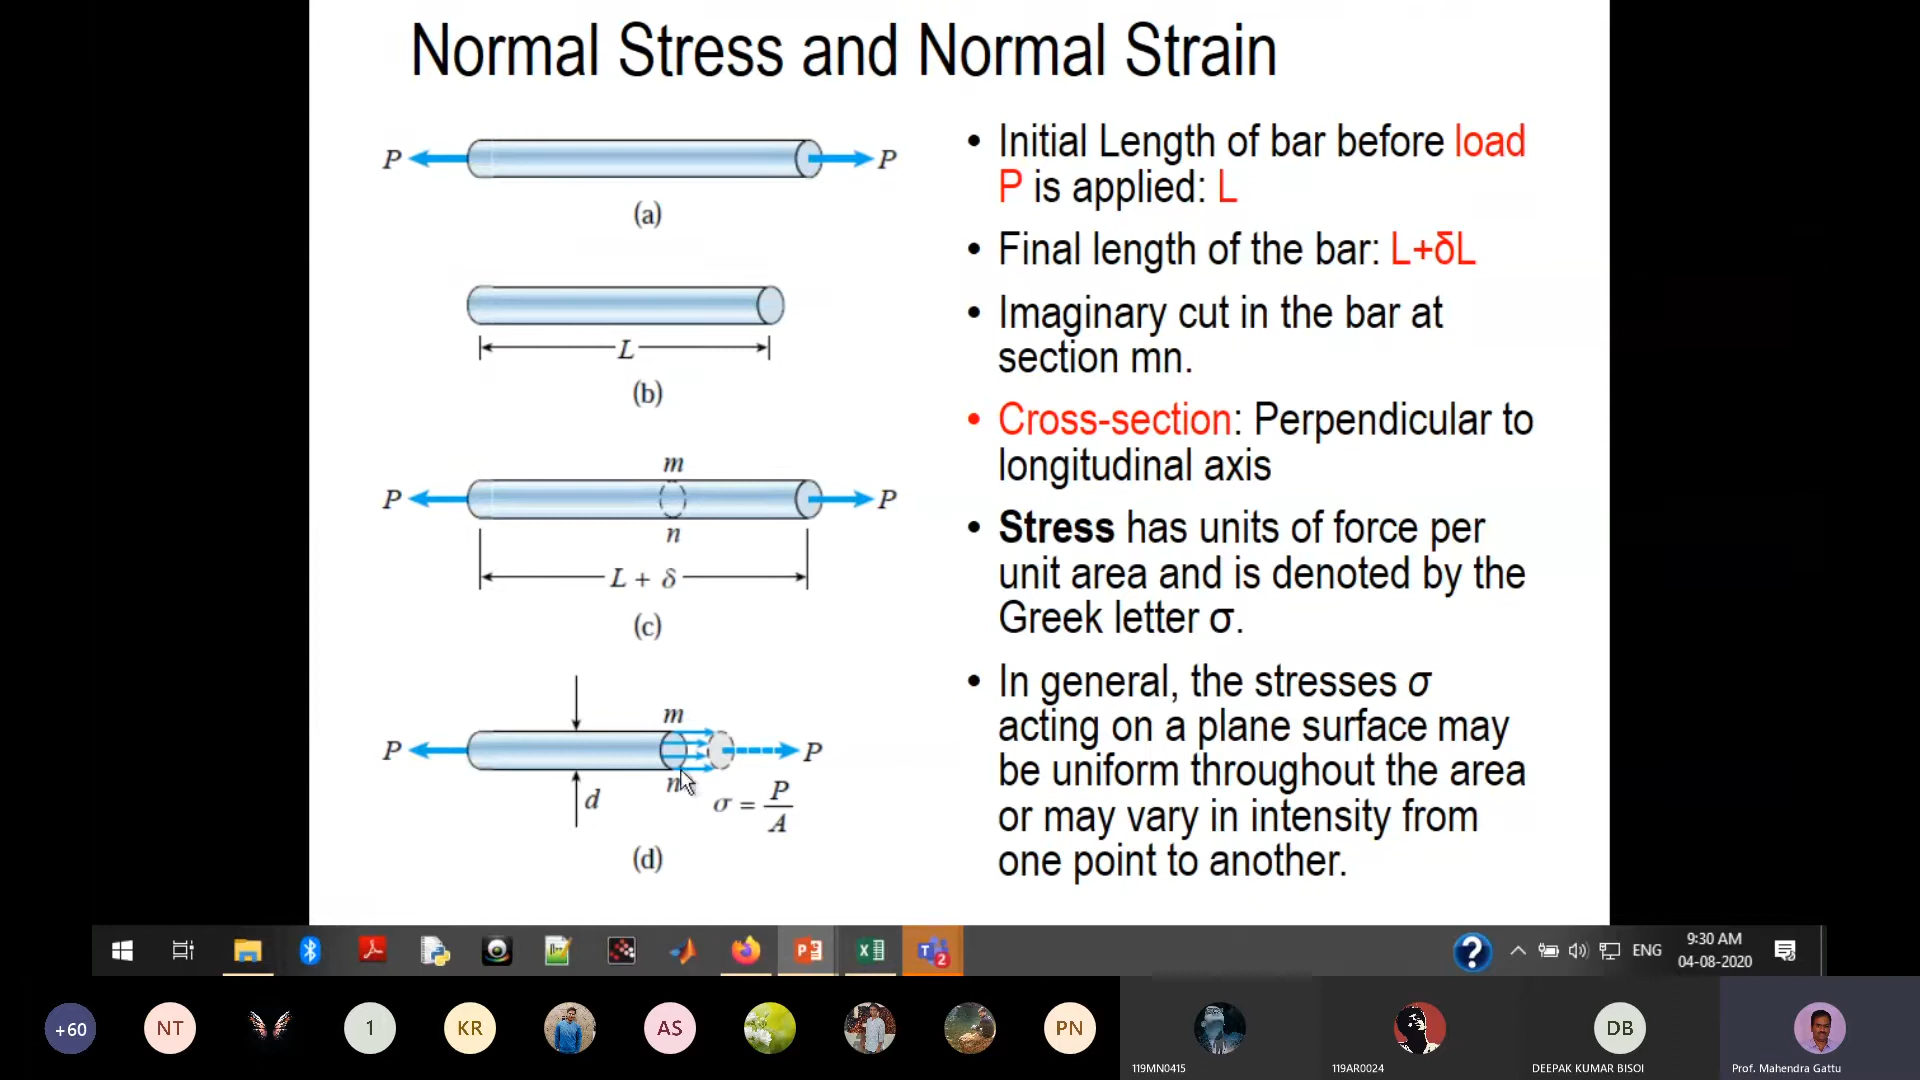 Normal Stress and Normal Strain
P
P
(a)
L
(b)
m
P
P
n
L + δ
(c)
m
P
P
n
d
σ = P
A
(d)
• Initial Length of bar before load
P is applied: L
• Final length of the bar: L+δL
• Imaginary cut in the bar at
section mn.
• Cross-section: Perpendicular to
longitudinal axis
• Stress has units of force per
unit area and is denoted by the
Greek letter σ.
• In general, the stresses σ
acting on a plane surface may
be uniform throughout the area
or may vary in intensity from
one point to another.
ENG
9:30 AM
04-08-2020
2
+60
NT
1
KR
AS
PN
DB
119MN0415
119AR0024
DEEPAK KUMAR BISOI
Prof. Mahendra Gattu